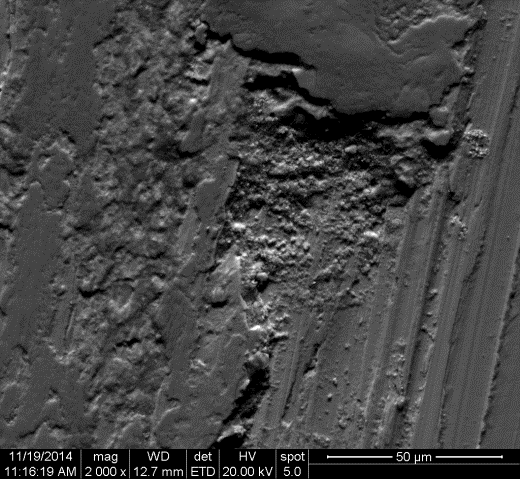 11/19/2014 mag WD det HV spot
11:16:19 AM 2 000 x 12.7 mm ETD 20.00 kV 5.0 50 µm